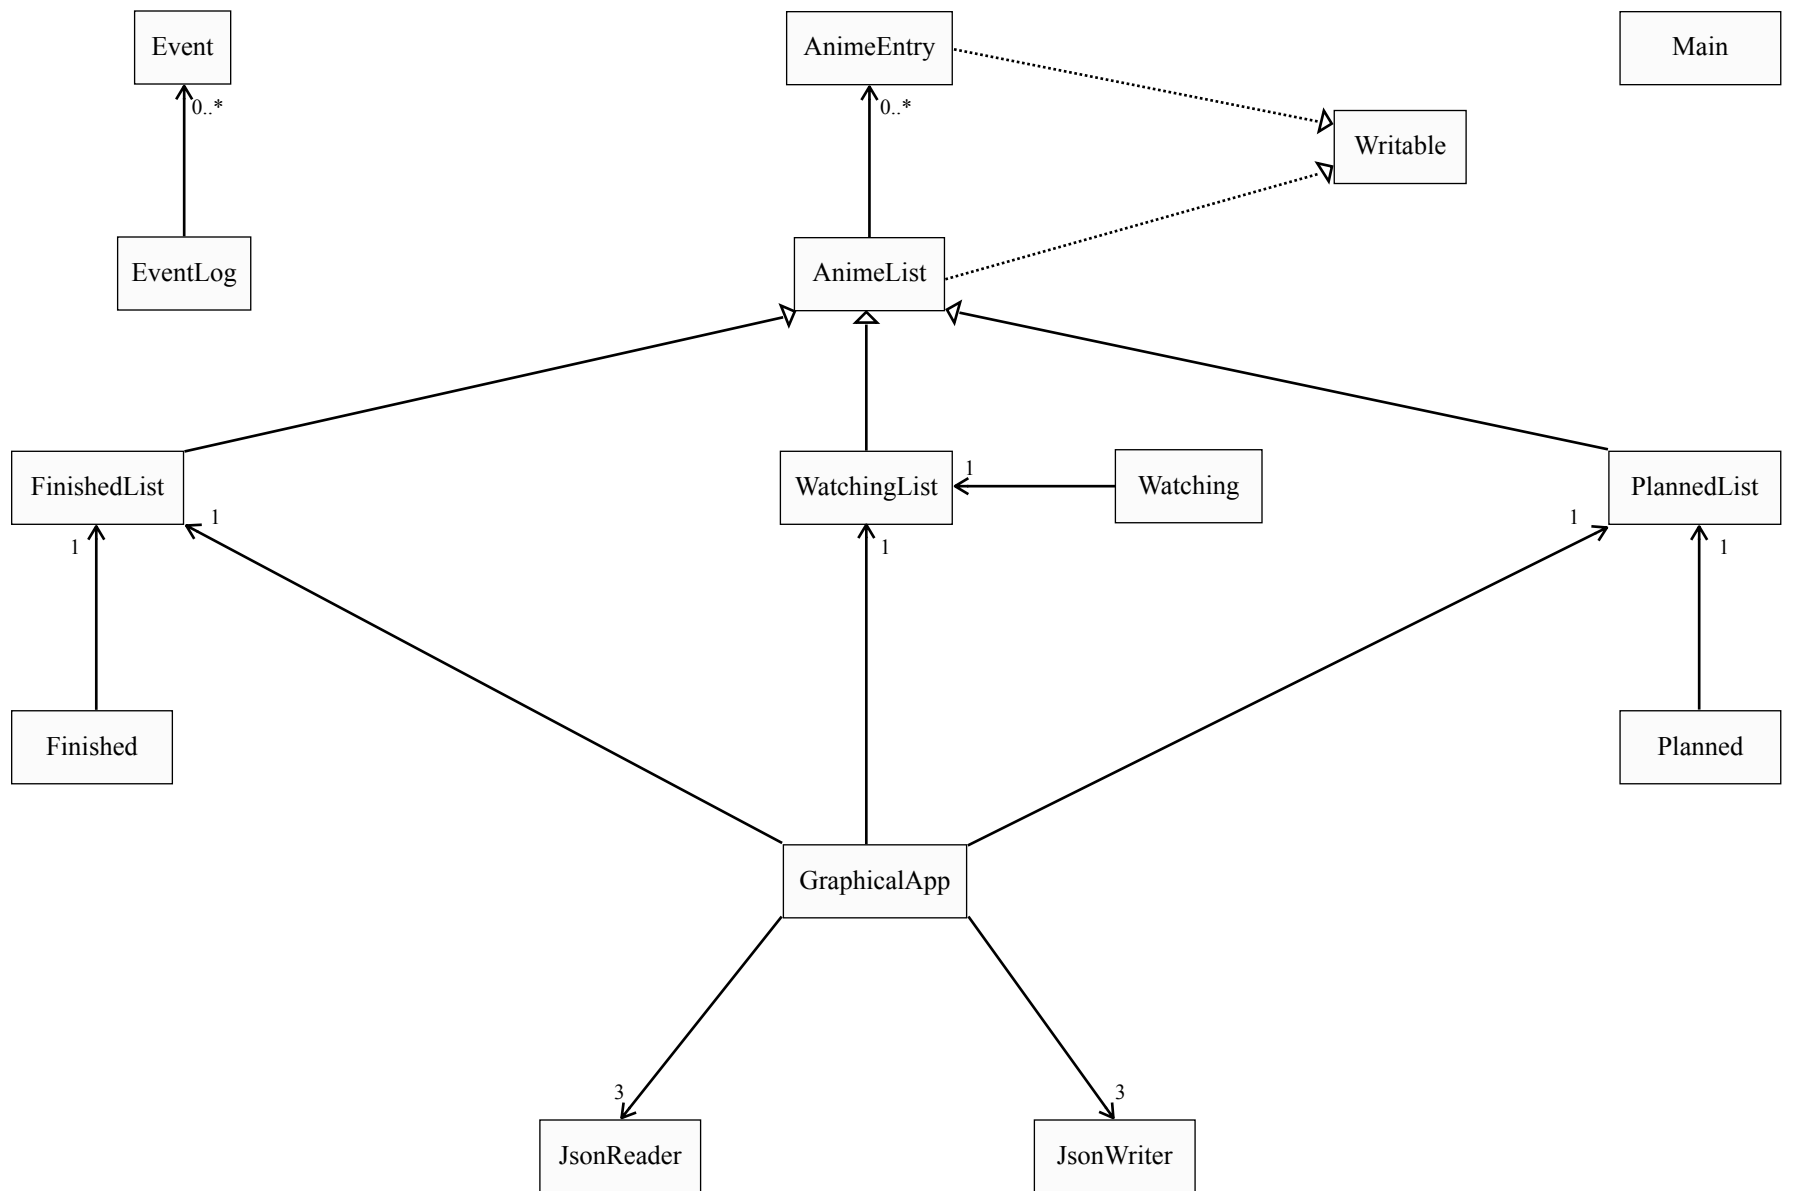 Event
AnimeEntry
Main
0..*
0..*
Writable
EventLog
AnimeList
FinishedList
WatchingList
1
Watching
PlannedList
1
1
1
1
1
Finished
Planned
GraphicalApp
3
3
JsonReader
JsonWriter